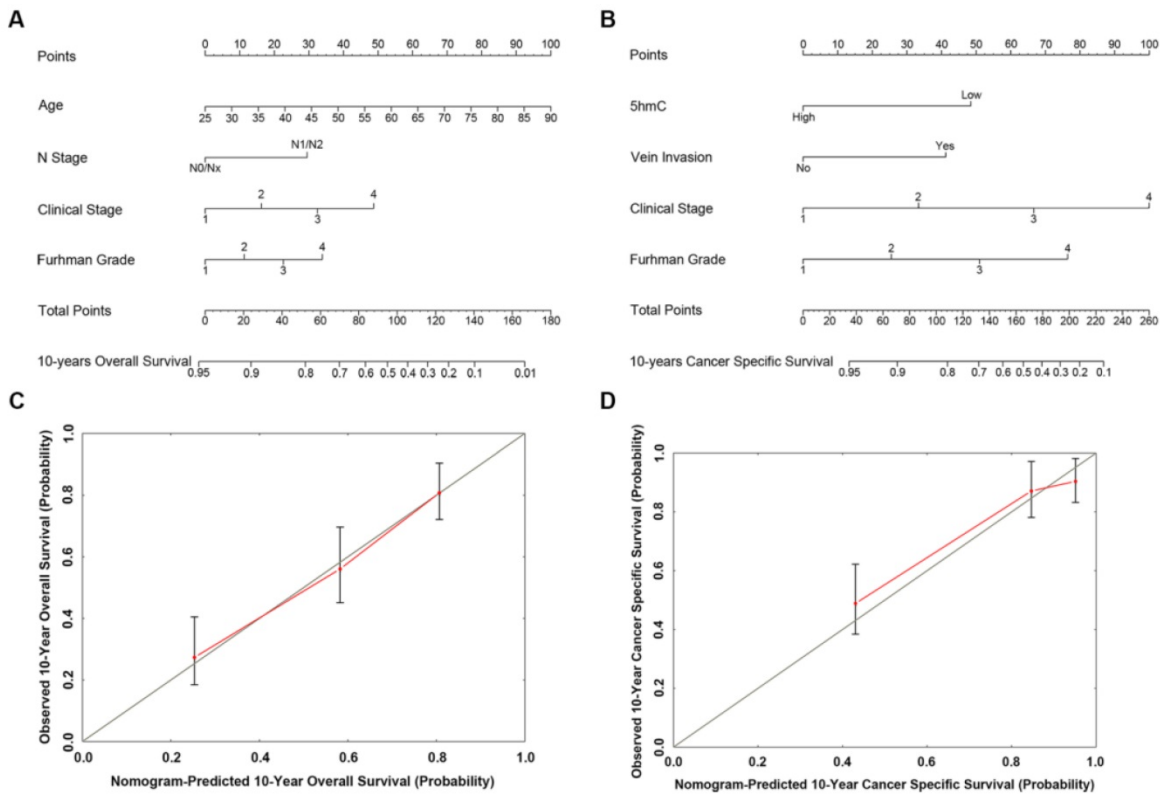 A
Points
0 10 20 30 40 50 60 70 80 90 100
Age
25 30 35 40 45 50 55 60 65 70 75 80 85 90
N Stage
N1/N2
N0/Nx
Clinical Stage
2 4
1 3
Furhman Grade
2 4
1 3
Total Points
0 20 40 60 80 100 120 140 160 180
10-years Overall Survival
0.95 0.9 0.8 0.7 0.6 0.5 0.4 0.3 0.2 0.1 0.01
B
Points
0 10 20 30 40 50 60 70 80 90 100
5hmC
Low
High
Vein Invasion
Yes
No
Clinical Stage
2 4
1 3
Furhman Grade
2 4
1 3
Total Points
0 20 40 60 80 100 120 140 160 180 200 220 240 260
10-years Cancer Specific Survival
0.95 0.9 0.8 0.7 0.6 0.5 0.4 0.3 0.2 0.1
C
Observed 10-Year Overall Survival (Probability)
1.0
0.8
0.6
0.4
0.2
0.0
0.0 0.2 0.4 0.6 0.8 1.0
Nomogram-Predicted 10-Year Overall Survival (Probability)
D
Observed 10-Year Cancer Specific Survival (Probability)
1.0
0.8
0.6
0.4
0.2
0.0
0.0 0.2 0.4 0.6 0.8 1.0
Nomogram-Predicted 10-Year Cancer Specific Survival (Probability)